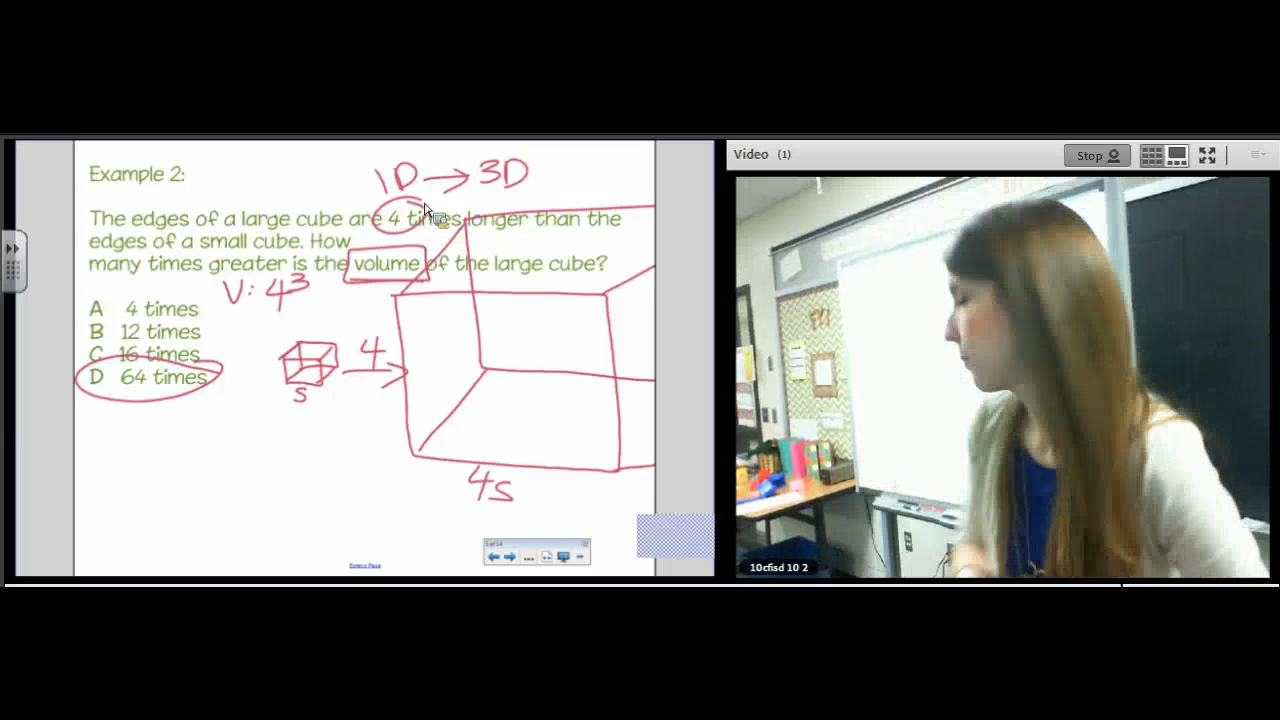 Example 2:
1D → 3D
The edges of a large cube are 4 times longer than the
edges of a small cube. How
many times greater is the volume of the large cube?
V: 4³
A 4 times
B 12 times
C 16 times
D 64 times
4
s
4s
Extend Page
Video (1)
Stop
10cfisd 10 2